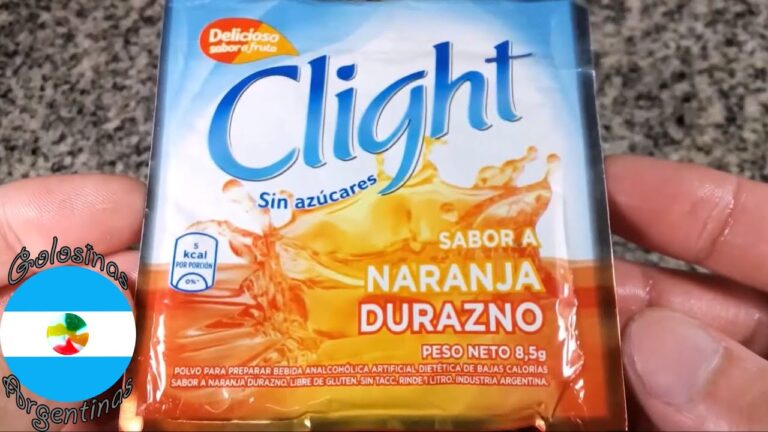 Delicioso
sabor a fruta
Clight
Sin azúcares
5
kcal
POR PORCIÓN
0%*
SABOR A
NARANJA
DURAZNO
PESO NETO 8,5g
POLVO PARA PREPARAR BEBIDA ANALCOHÓLICA ARTIFICIAL DIETÉTICA DE BAJAS CALORÍAS
SABOR A NARANJA DURAZNO. LIBRE DE GLUTEN. SIN TACC. RINDE 1 LITRO. INDUSTRIA ARGENTINA.
Golosinas
Argentinas